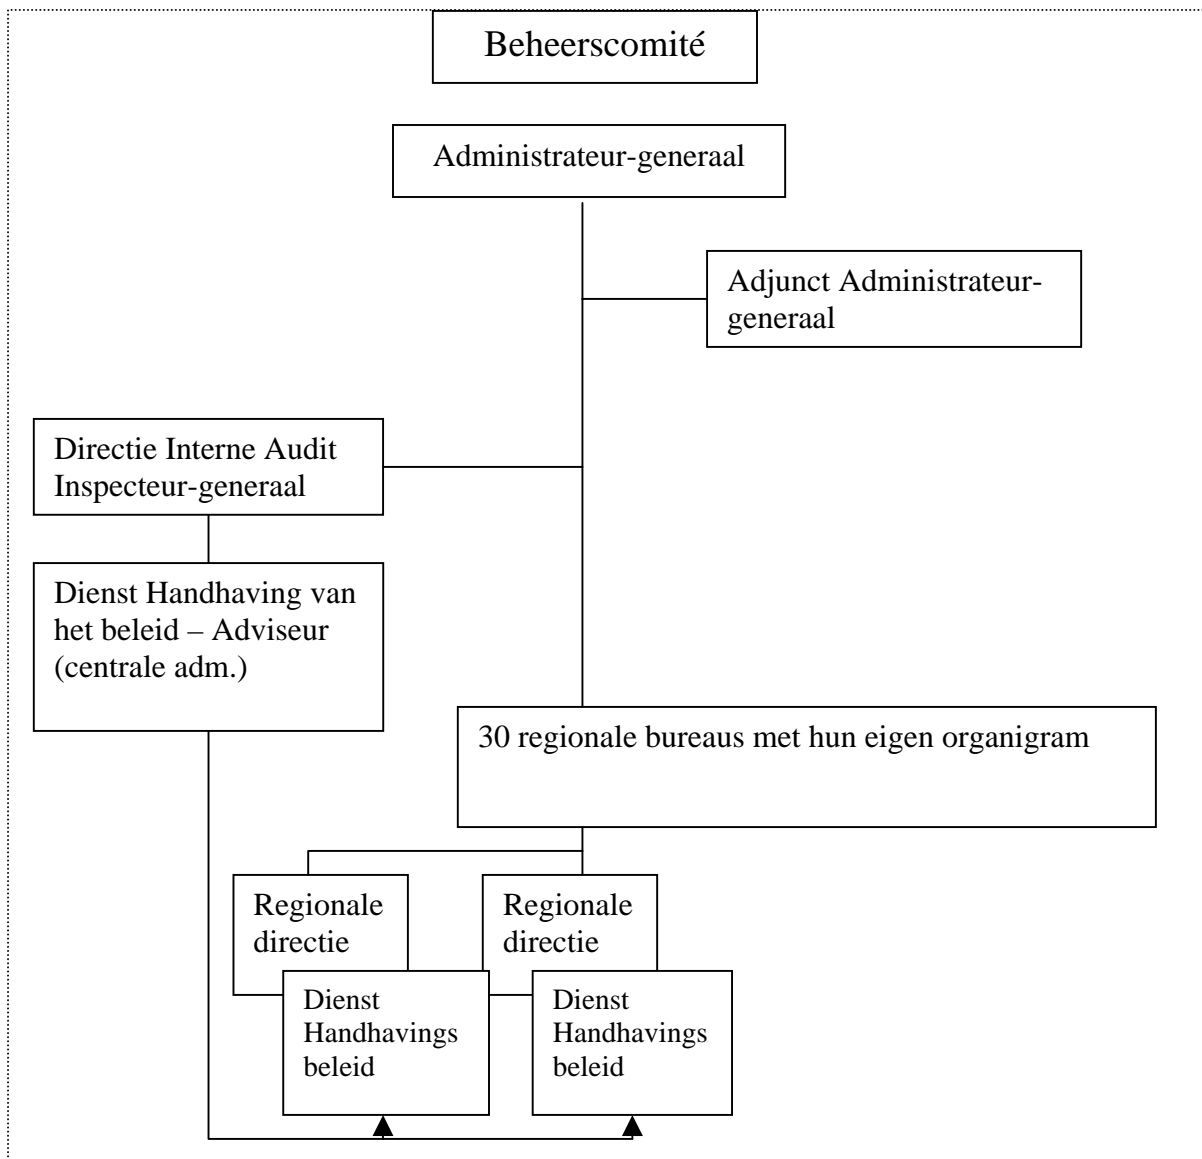 Beheerscomité
Administrateur-generaal
Adjunct Administrateur-
generaal
Directie Interne Audit
Inspecteur-generaal
Dienst Handhaving van
het beleid – Adviseur
(centrale adm.)
30 regionale bureaus met hun eigen organigram
Regionale
directie
Regionale
directie
Dienst
Handhavings
beleid
Dienst
Handhavings
beleid